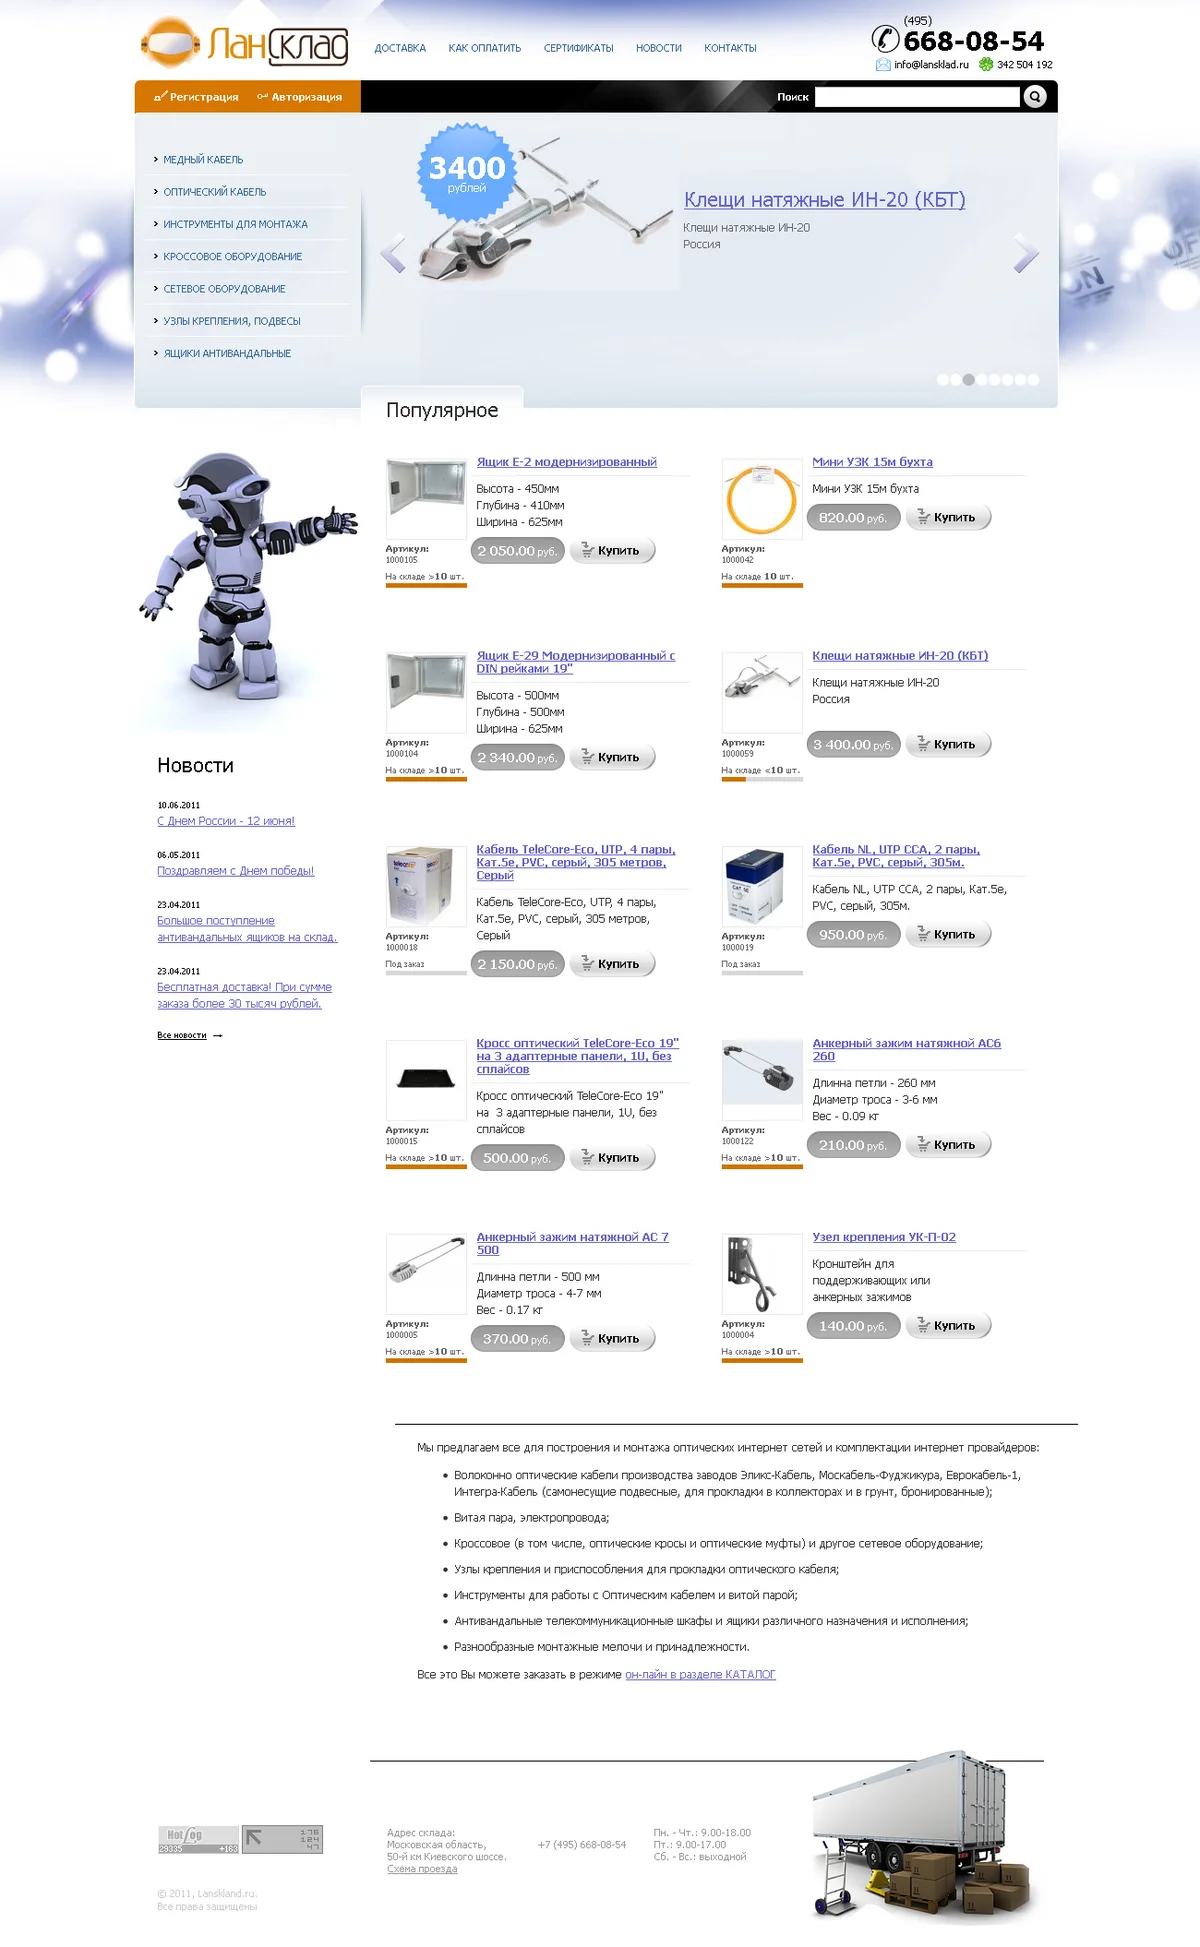 ЛанСклад
ДОСТАВКА
КАК ОПЛАТИТЬ
СЕРТИФИКАТЫ
НОВОСТИ
КОНТАКТЫ
(495)
668-08-54
info@lansklad.ru
342 504 192
Регистрация
Авторизация
Поиск
МЕДНЫЙ КАБЕЛЬ
ОПТИЧЕСКИЙ КАБЕЛЬ
ИНСТРУМЕНТЫ ДЛЯ МОНТАЖА
КРОССОВОЕ ОБОРУДОВАНИЕ
СЕТЕВОЕ ОБОРУДОВАНИЕ
УЗЛЫ КРЕПЛЕНИЯ, ПОДВЕСЫ
ЯЩИКИ АНТИВАНДАЛЬНЫЕ
3400
рублей
Клещи натяжные ИН-20 (КБТ)
Клещи натяжные ИН-20
Россия
Популярное
Ящик Е-2 модернизированный
Высота - 450мм
Глубина - 410мм
Ширина - 625мм
Артикул:
1000105
На складе >10 шт.
2 050.00 руб.
Купить
Мини УЗК 15м бухта
Мини УЗК 15м бухта
820.00 руб.
Купить
Артикул:
1000042
На складе 10 шт.
Ящик Е-29 Модернизированный с
DIN рейками 19"
Высота - 500мм
Глубина - 500мм
Ширина - 625мм
Артикул:
1000104
На складе >10 шт.
2 340.00 руб.
Купить
Клещи натяжные ИН-20 (КБТ)
Клещи натяжные ИН-20
Россия
3 400.00 руб.
Купить
Артикул:
1000059
На складе <10 шт.
Новости
10.06.2011
С Днем России - 12 июня!
06.05.2011
Поздравляем с Днем победы!
23.04.2011
Большое поступление
антивандальных ящиков на склад.
23.04.2011
Бесплатная доставка! При сумме
заказа более 30 тысяч рублей.
Все новости
Кабель TeleCore-Eco, UTP, 4 пары,
Кат.5е, PVC, серый, 305 метров,
Серый
Кабель TeleCore-Eco, UTP, 4 пары,
Кат.5е, PVC, серый, 305 метров,
Серый
Артикул:
1000018
Под заказ
2 150.00 руб.
Купить
Кабель NL, UTP CCA, 2 пары,
Кат.5е, PVC, серый, 305м.
Кабель NL, UTP CCA, 2 пары, Кат.5е,
PVC, серый, 305м.
950.00 руб.
Купить
Артикул:
1000019
Под заказ
Кросс оптический TeleCore-Eco 19"
на 3 адаптерные панели, 1U, без
сплайсов
Кросс оптический TeleCore-Eco 19"
на 3 адаптерные панели, 1U, без
сплайсов
Артикул:
1000015
На складе >10 шт.
500.00 руб.
Купить
Анкерный зажим натяжной АС6
260
Длинна петли - 260 мм
Диаметр троса - 3-6 мм
Вес - 0.09 кг
210.00 руб.
Купить
Артикул:
1000122
На складе >10 шт.
Анкерный зажим натяжной АС 7
500
Длинна петли - 500 мм
Диаметр троса - 4-7 мм
Вес - 0.17 кг
Артикул:
1000005
На складе >10 шт.
370.00 руб.
Купить
Узел крепления УК-П-02
Кронштейн для
поддерживающих или
анкерных зажимов
140.00 руб.
Купить
Артикул:
1000004
На складе >10 шт.
Мы предлагаем все для построения и монтажа оптических интернет сетей и комплектации интернет провайдеров:
• Волоконно оптические кабели производства заводов Эликс-Кабель, Москабель-Фуджикура, Еврокабель-1,
Интегра-Кабель (самонесущие подвесные, для прокладки в коллекторах и в грунт, бронированные);
• Витая пара, электропровода;
• Кроссовое (в том числе, оптические кросы и оптические муфты) и другое сетевое оборудование;
• Узлы крепления и приспособления для прокладки оптического кабеля;
• Инструменты для работы с Оптическим кабелем и витой парой;
• Антивандальные телекоммуникационные шкафы и ящики различного назначения и исполнения;
• Разнообразные монтажные мелочи и принадлежности.
Все это Вы можете заказать в режиме он-лайн в разделе КАТАЛОГ
HotLog
29335 +163
176
124
47
Адрес склада:
Московская область,
50-й км Киевского шоссе.
Схема проезда
+7 (495) 668-08-54
Пн. - Чт.: 9.00-18.00
Пт.: 9.00-17.00
Сб. - Вс.: выходной
© 2011, Lanskland.ru.
Все права защищены